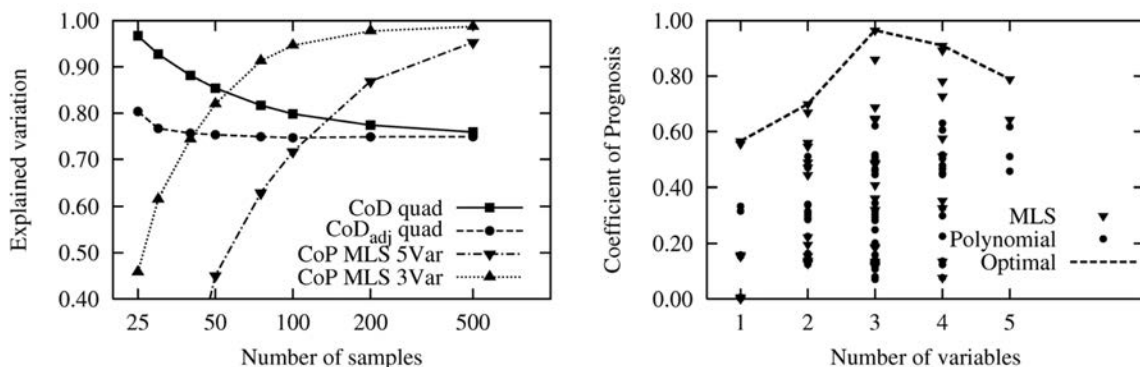 Explained variation
1.00
0.90
0.80
0.70
0.60
0.50
0.40
CoD quad
CoDadj quad
CoP MLS 5Var
CoP MLS 3Var
25 50 100 200 500
Number of samples
Coefficient of Prognosis
1.00
0.80
0.60
0.40
0.20
0.00
MLS
Polynomial
Optimal
1 2 3 4 5
Number of variables